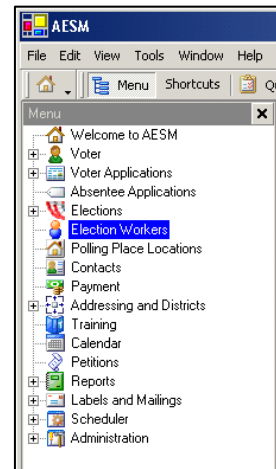 AESM
File Edit View Tools Window Help
Menu Shortcuts
Menu
Welcome to AESM
Voter
Voter Applications
Absentee Applications
Elections
Election Workers
Polling Place Locations
Contacts
Payment
Addressing and Districts
Training
Calendar
Petitions
Reports
Labels and Mailings
Scheduler
Administration